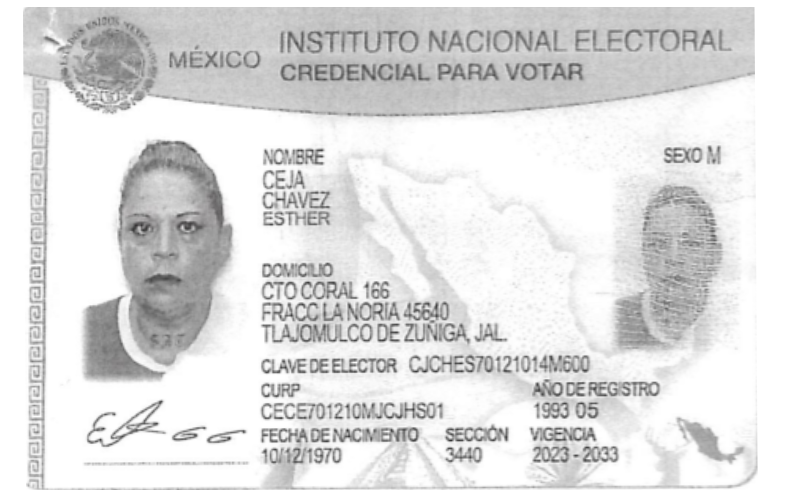 MÉXICO
INSTITUTO NACIONAL ELECTORAL
CREDENCIAL PARA VOTAR
NOMBRE
CEJA
CHAVEZ
ESTHER
SEXO M
DOMICILIO
CTO CORAL 166
FRACC LA NORIA 45640
TLAJOMULCO DE ZUÑIGA, JAL.
CLAVE DE ELECTOR CJCHES70121014M600
CURP
CECE701210MJCJHS01
AÑO DE REGISTRO
1993 05
FECHA DE NACIMIENTO
10/12/1970
SECCIÓN
3440
VIGENCIA
2023 - 2033